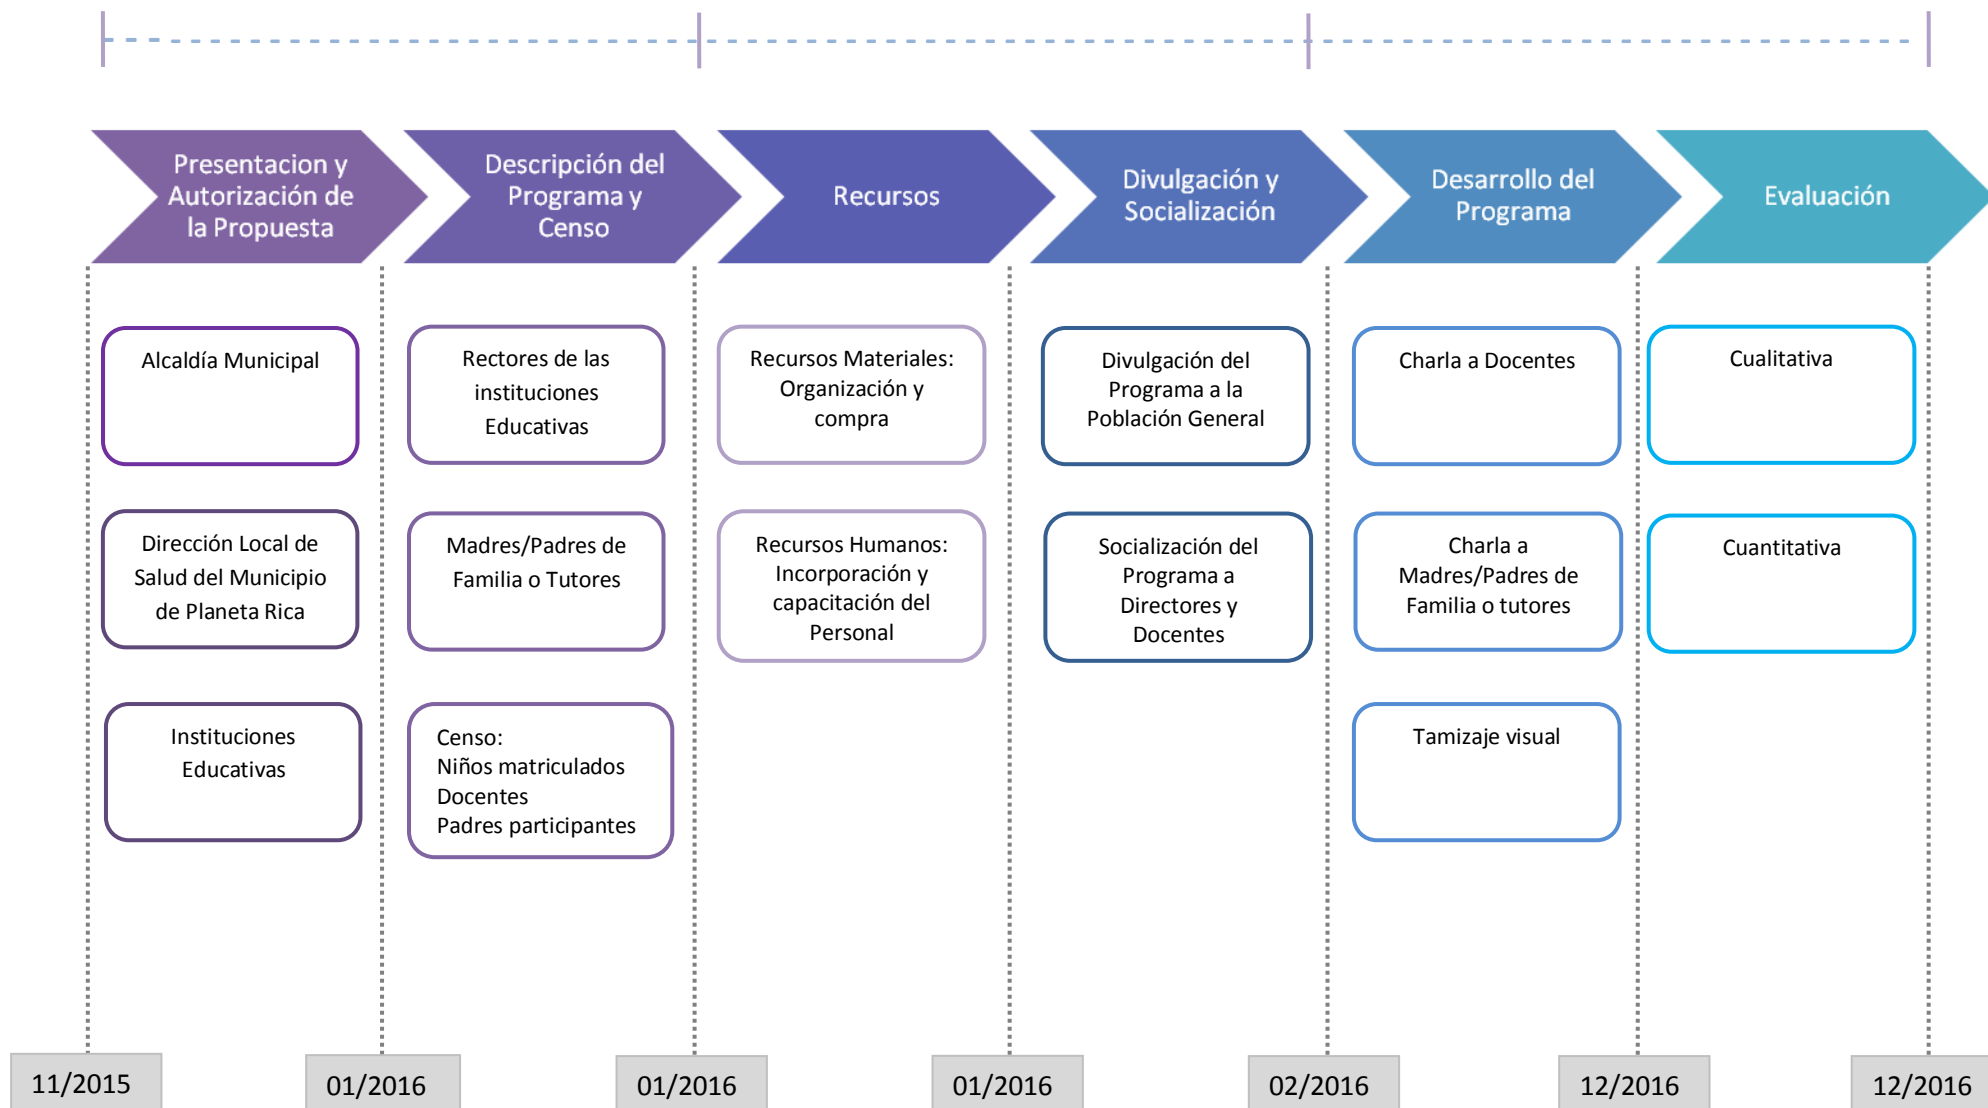 Presentacion y
Autorización de
la Propuesta
Descripción del
Programa y
Censo
Recursos
Divulgación y
Socialización
Desarrollo del
Programa
Evaluación
Alcaldía Municipal
Dirección Local de
Salud del Municipio
de Planeta Rica
Instituciones
Educativas
Rectores de las
instituciones
Educativas
Madres/Padres de
Familia o Tutores
Censo:
Niños matriculados
Docentes
Padres participantes
Recursos Materiales:
Organización y
compra
Recursos Humanos:
Incorporación y
capacitación del
Personal
Divulgación del
Programa a la
Población General
Socialización del
Programa a
Directores y
Docentes
Charla a Docentes
Charla a
Madres/Padres de
Familia o tutores
Tamizaje visual
Cualitativa
Cuantitativa
11/2015
01/2016
01/2016
01/2016
02/2016
12/2016
12/2016